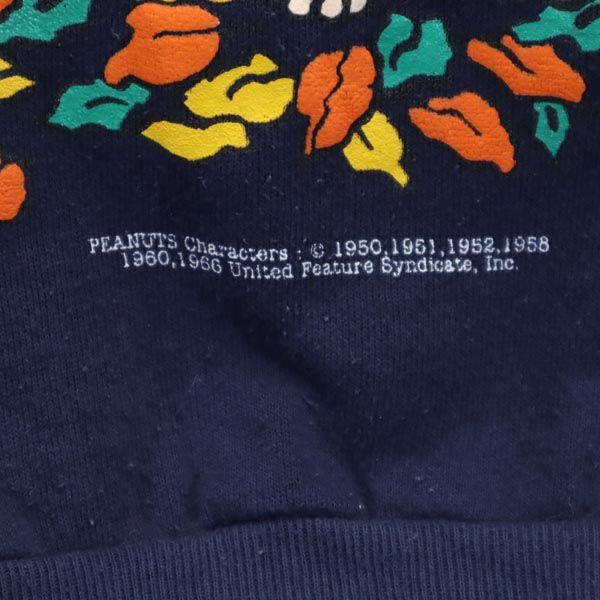 PEANUTS Characters : © 1950,1951,1952,1958
1960,1966 United Feature Syndicate, Inc.